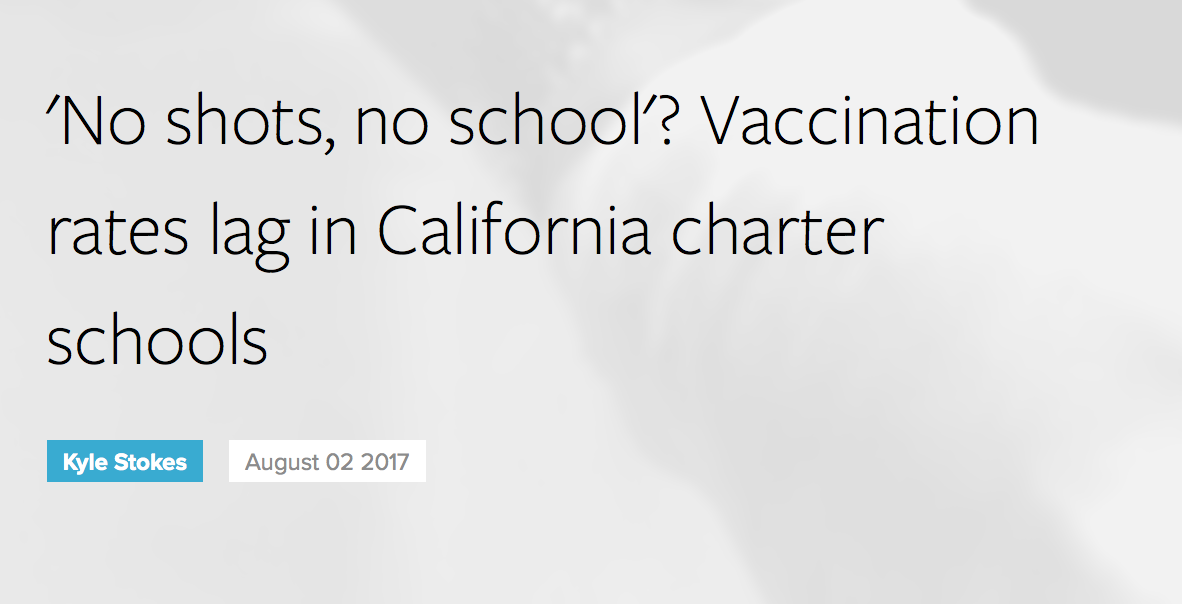 'No shots, no school'? Vaccination
rates lag in California charter
schools
Kyle Stokes
August 02 2017